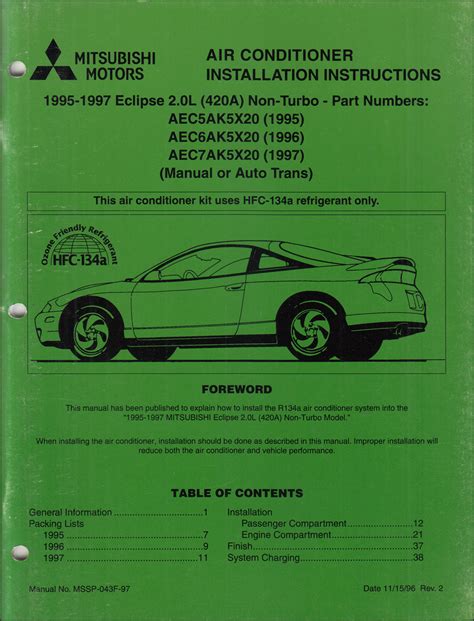 MITSUBISHI
MOTORS
AIR CONDITIONER
INSTALLATION INSTRUCTIONS
1995-1997 Eclipse 2.0L (420A) Non-Turbo - Part Numbers:
AEC5AK5X20 (1995)
AEC6AK5X20 (1996)
AEC7AK5X20 (1997)
(Manual or Auto Trans)
This air conditioner kit uses HFC-134a refrigerant only.
Ozone Friendly Refrigerant
HFC-134a
FOREWORD
This manual has been published to explain how to install the R134a air conditioner system into the
"1995-1997 MITSUBISHI Eclipse 2.0L (420A) Non-Turbo Model."
When installing the air conditioner, installation should be done as described in this manual. Improper installation will
reduce both the air conditioner and vehicle performance.
TABLE OF CONTENTS
General Information ............................1
Packing Lists
1995 ..............................................7
1996 ..............................................9
1997 ............................................11
Installation
Passenger Compartment ..................12
Engine Compartment ......................21
Finish ..............................................37
System Charging ..............................38
Manual No. MSSP-043F-97
Date 11/15/96 Rev. 2